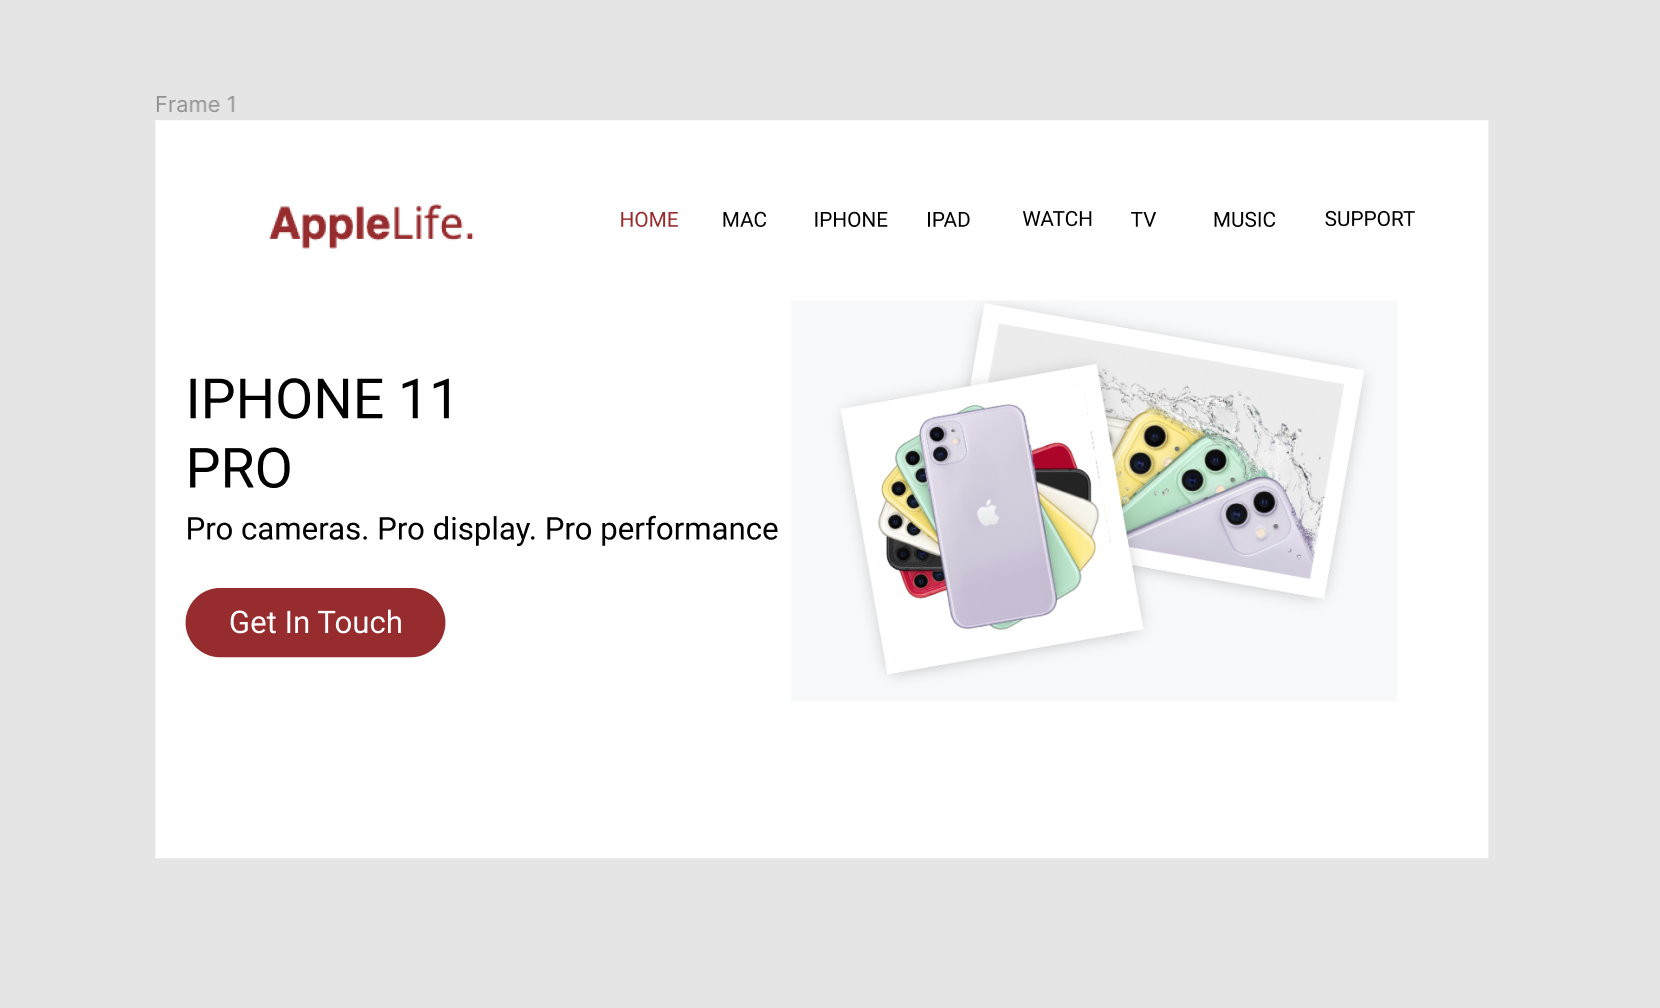 Frame 1
AppleLife.
HOME MAC IPHONE IPAD WATCH TV MUSIC SUPPORT
IPHONE 11
PRO
Pro cameras. Pro display. Pro performance
Get In Touch